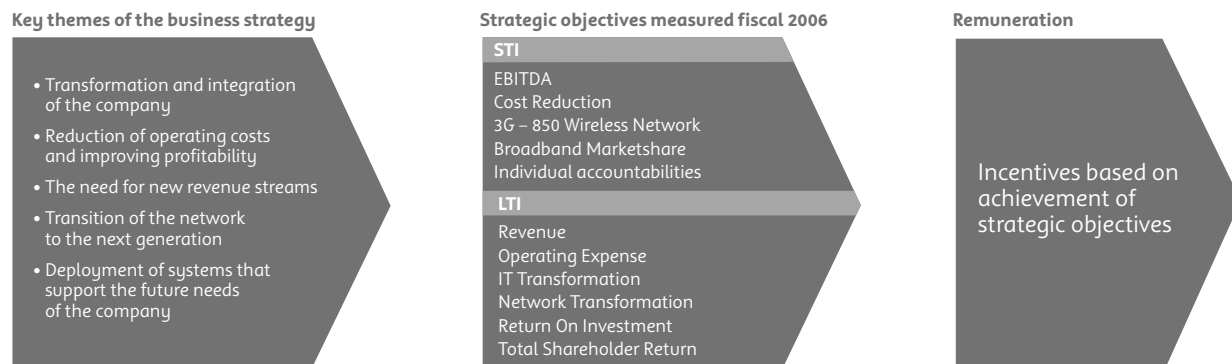 Key themes of the business strategy
• Transformation and integration
of the company
• Reduction of operating costs
and improving profitability
• The need for new revenue streams
• Transition of the network
to the next generation
• Deployment of systems that
support the future needs
of the company
Strategic objectives measured fiscal 2006
STI
EBITDA
Cost Reduction
3G – 850 Wireless Network
Broadband Marketshare
Individual accountabilities
LTI
Revenue
Operating Expense
IT Transformation
Network Transformation
Return On Investment
Total Shareholder Return
Remuneration
Incentives based on
achievement of
strategic objectives